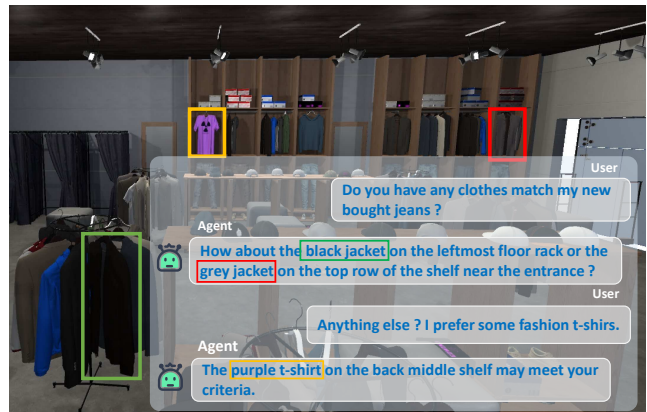 User
Do you have any clothes match my new
bought jeans ?
Agent
How about the black jacket on the leftmost floor rack or the
grey jacket on the top row of the shelf near the entrance ?
User
Anything else ? I prefer some fashion t-shirs.
Agent
The purple t-shirt on the back middle shelf may meet your
criteria.